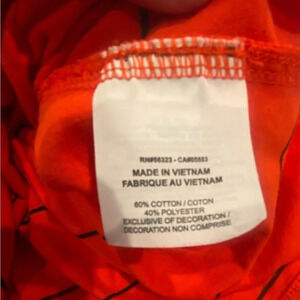 RN#56323 - CA#05553
MADE IN VIETNAM
FABRIQUE AU VIETNAM
60% COTTON / COTON
40% POLYESTER
EXCLUSIVE OF DECORATION /
DECORATION NON COMPRISE